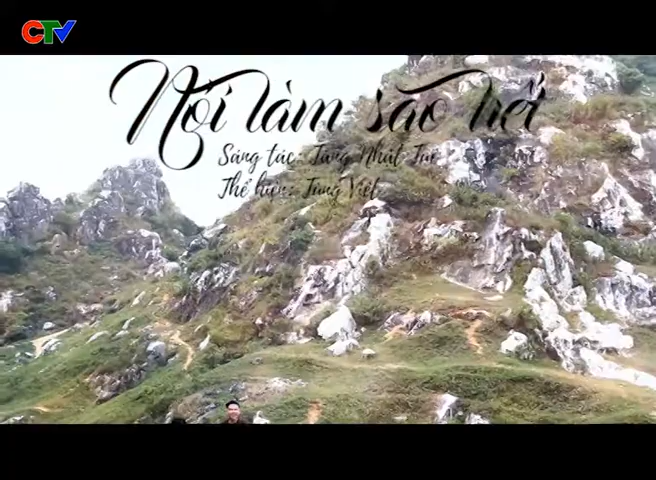 CTV
Nói làm sao hết
Sáng tác: Tăng Nhật Tuệ
Thể hiện: Tùng Việt